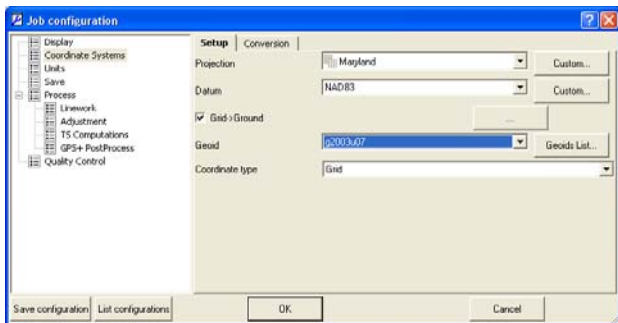 Job configuration
Display
Coordinate Systems
Units
Save
Process
Linework
Adjustment
TS Computations
GPS+ PostProcess
Quality Control
Setup Conversion
Projection Maryland Custom...
Datum NAD83 Custom...
Grid>Ground ...
Geoid g2003u07 Geoids List...
Coordinate type Grid
Save configuration List configurations OK Cancel